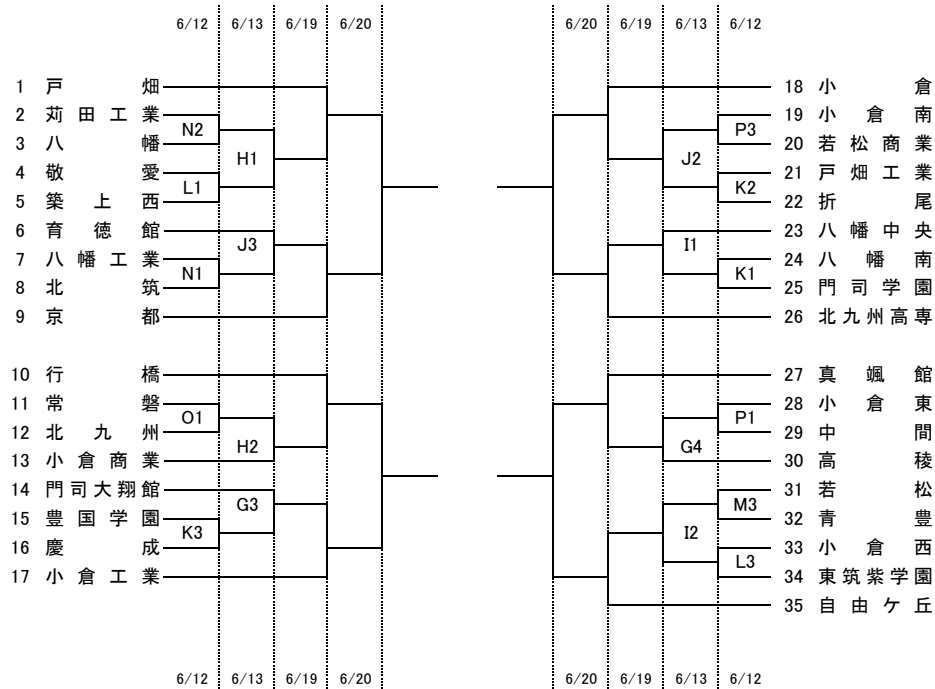 6/12 6/13 6/19 6/20 6/20 6/19 6/13 6/12
1 戸畑
2 苅田工業
N2
3 八幡
H1
4 敬愛
L1
5 築上西
6 育徳館
J3
7 八幡工業
N1
8 北筑
9 京都
10 行橋
11 常磐
O1
12 北九州
H2
13 小倉商業
14 門司大翔館
G3
15 豊国学園
K3
16 慶成
17 小倉工業
18 小倉
19 小倉南
P3
20 若松商業
J2
21 戸畑工業
K2
22 折尾
23 八幡中央
I1
24 八幡南
K1
25 門司学園
26 北九州高専
27 真颯館
28 小倉東
P1
29 中間
G4
30 高稜
31 若松
M3
32 青豊
I2
33 小倉西
L3
34 東筑紫学園
35 自由ケ丘
6/12 6/13 6/19 6/20 6/20 6/19 6/13 6/12